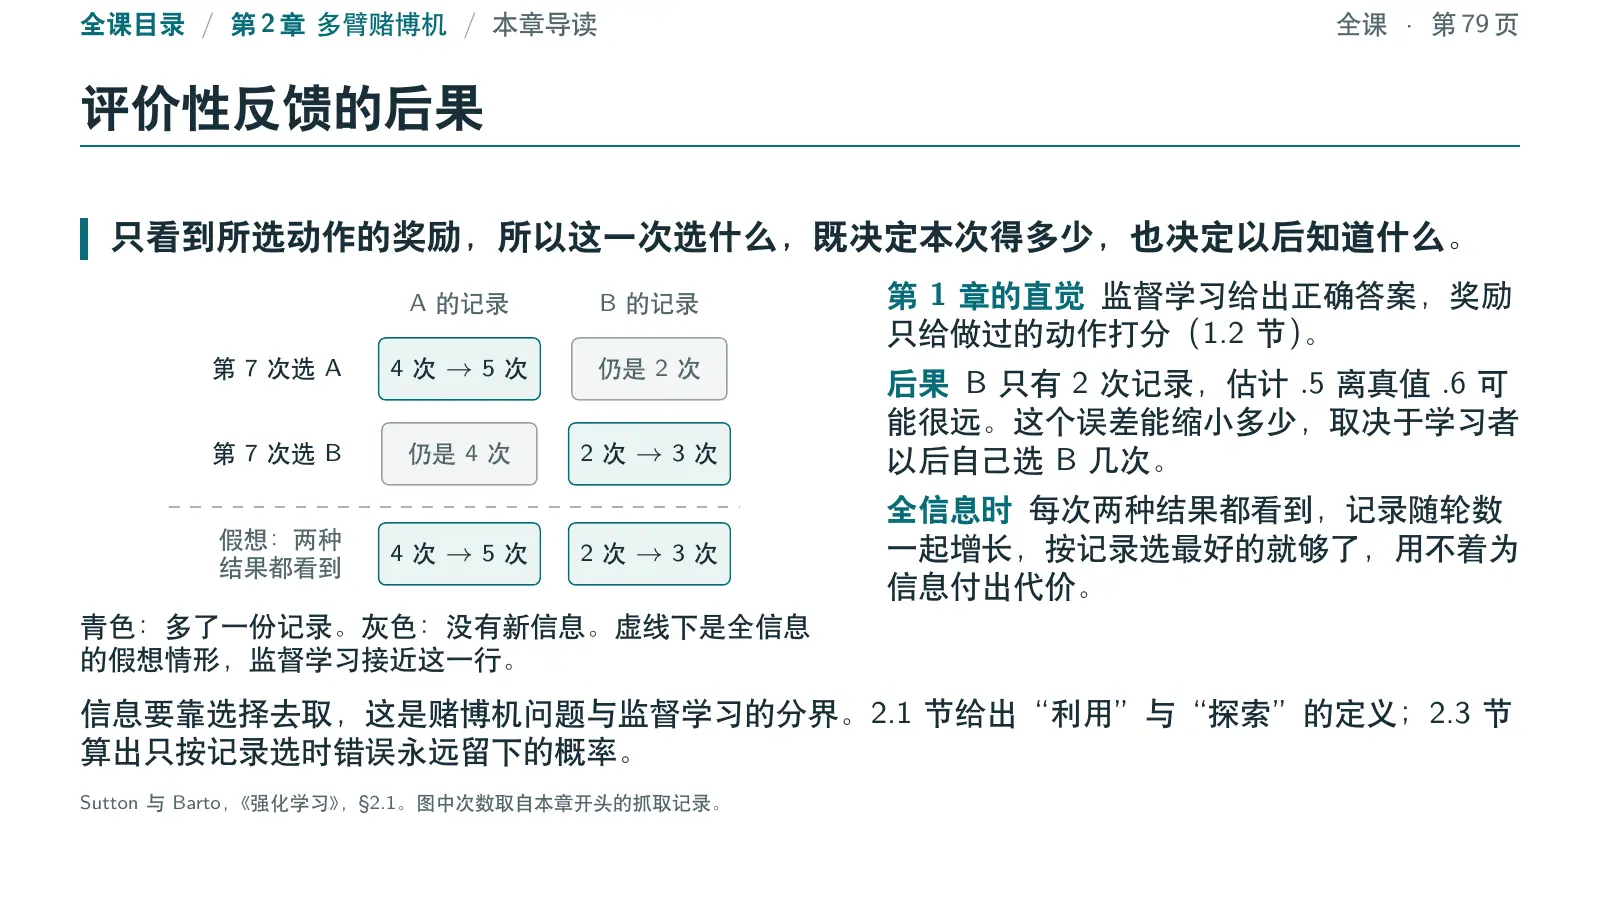 全课目录 / 第 2 章 多臂赌博机 / 本章导读
全课 · 第 79 页
评价性反馈的后果
只看到所选动作的奖励，所以这一次选什么，既决定本次得多少，也决定以后知道什么。
A 的记录 B 的记录
第 7 次选 A 4 次 → 5 次 仍是 2 次
第 7 次选 B 仍是 4 次 2 次 → 3 次
假想：两种
结果都看到
4 次 → 5 次 2 次 → 3 次
青色：多了一份记录。灰色：没有新信息。虚线下是全信息
的假想情形，监督学习接近这一行。
第 1 章的直觉 监督学习给出正确答案，奖励
只给做过的动作打分（1.2 节）。
后果 B 只有 2 次记录，估计 .5 离真值 .6 可
能很远。这个误差能缩小多少，取决于学习者
以后自己选 B 几次。
全信息时 每次两种结果都看到，记录随轮数
一起增长，按记录选最好的就够了，用不着为
信息付出代价。
信息要靠选择去取，这是赌博机问题与监督学习的分界。2.1 节给出“利用”与“探索”的定义；2.3 节
算出只按记录选时错误永远留下的概率。
Sutton 与 Barto，《强化学习》，§2.1。图中次数取自本章开头的抓取记录。